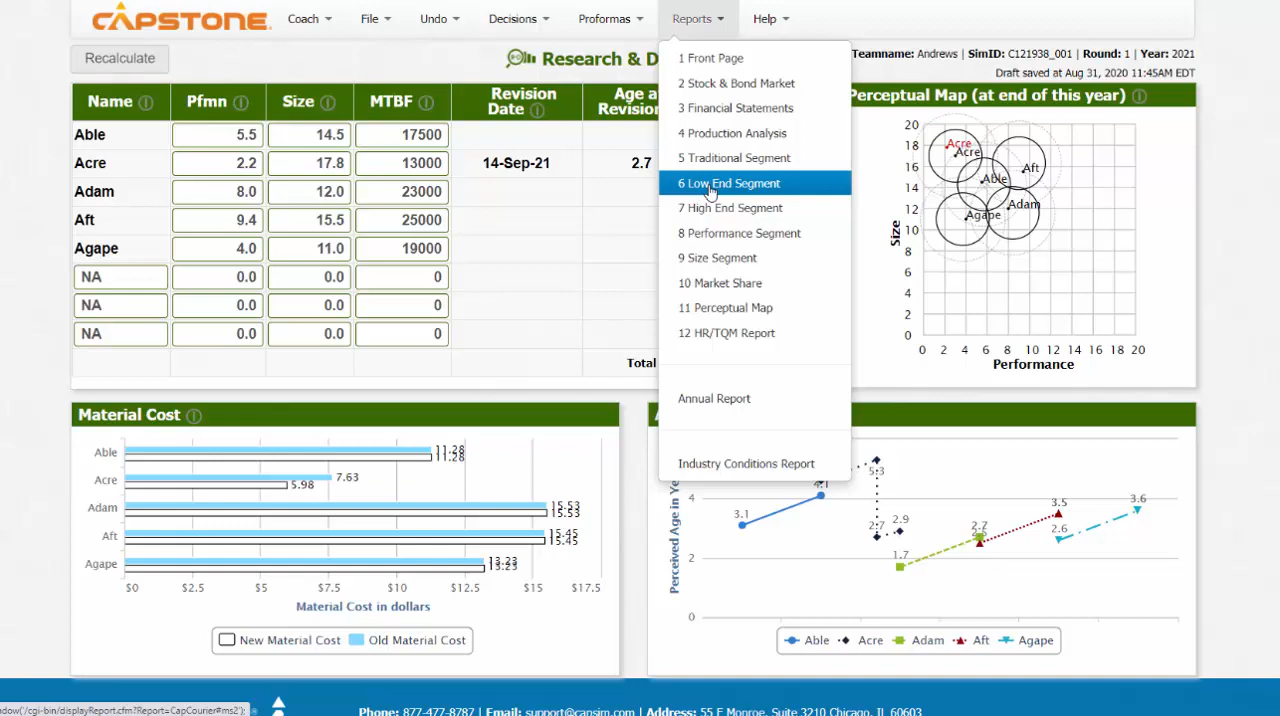 CAPSTONE
Coach File Undo Decisions Proformas Reports Help
Recalculate
Research & D
Teamname: Andrews | SimID: C121938_001 | Round: 1 | Year: 2021
Draft saved at Aug 31, 2020 11:45AM EDT
Name Pfmn Size MTBF Revision Date Age at Revision
Able 5.5 14.5 17500
Acre 2.2 17.8 13000 14-Sep-21 2.7
Adam 8.0 12.0 23000
Aft 9.4 15.5 25000
Agape 4.0 11.0 19000
NA 0.0 0.0 0
NA 0.0 0.0 0
NA 0.0 0.0 0
Total
1 Front Page
2 Stock & Bond Market
3 Financial Statements
4 Production Analysis
5 Traditional Segment
6 Low End Segment
7 High End Segment
8 Performance Segment
9 Size Segment
10 Market Share
11 Perceptual Map
12 HR/TQM Report
Annual Report
Industry Conditions Report
Perceptual Map (at end of this year)
20
18
16
14
12
10
8
6
4
2
0
Size
Acre
Acre
Aft
Able
Adam
Agape
0 2 4 6 8 10 12 14 16 18 20
Performance
Material Cost
Able 11.28 11.28
Acre 7.63 5.98
Adam 15.53 15.53
Aft 15.45 15.45
Agape 13.23 13.23
$0 $2.5 $5 $7.5 $10 $12.5 $15 $17.5
Material Cost in dollars
New Material Cost Old Material Cost
Perceived Age in Ye
4
2
0
3.1 4.1 5.3 2.7 2.9 1.7 2.7 3.5 2.6 3.6
Able Acre Adam Aft Agape
ndow('/cgi-bin/displayReport.cfm?Report=CapCourier#ms2');
Phone: 877-477-8787 | Email: support@capsim.com | Address: 55 E Monroe, Suite 3210 Chicago, IL 60603